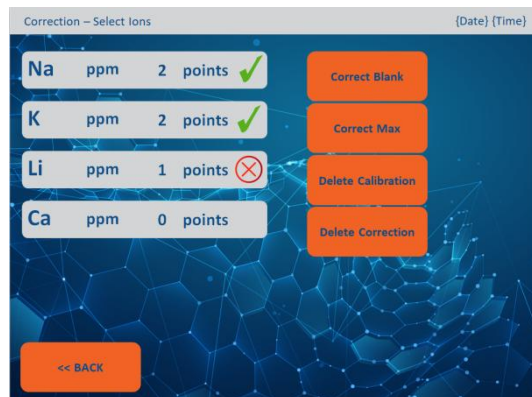 Correction – Select Ions {Date} {Time}
Na ppm 2 points
K ppm 2 points
Li ppm 1 points
Ca ppm 0 points
Correct Blank
Correct Max
Delete Calibration
Delete Correction
<< BACK